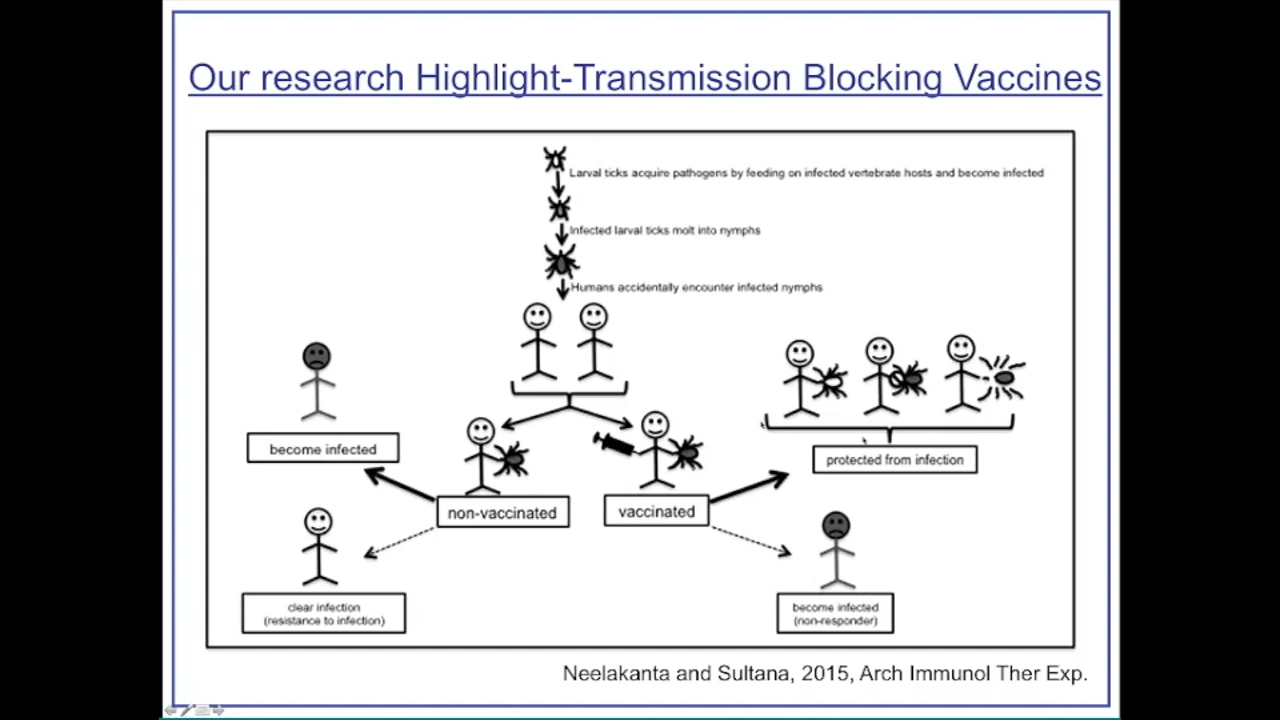 Our research Highlight-Transmission Blocking Vaccines
Larval ticks acquire pathogens by feeding on infected vertebrate hosts and become infected
Infected larval ticks molt into nymphs
Humans accidentally encounter infected nymphs
become infected
protected from infection
non-vaccinated
vaccinated
clear infection
(resistance to infection)
become infected
(non-responder)
Neelakanta and Sultana, 2015, Arch Immunol Ther Exp.